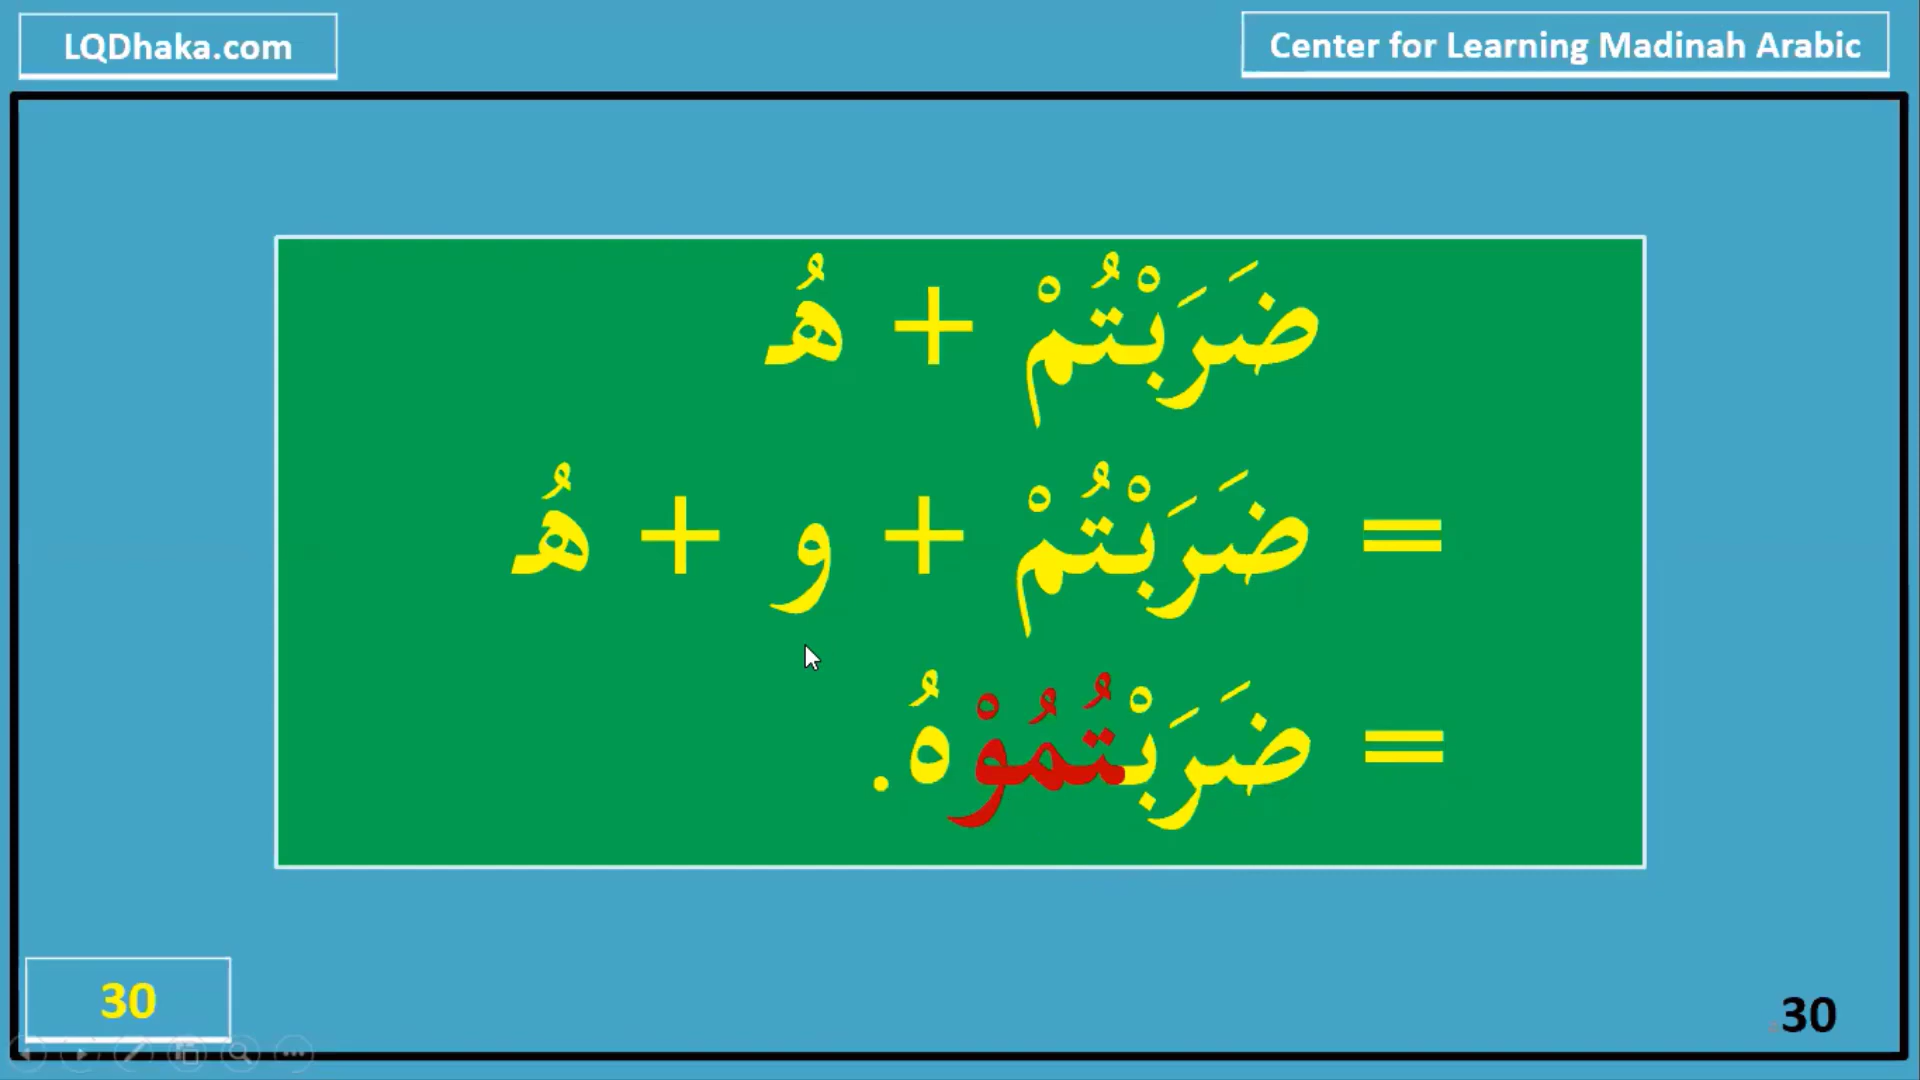 LQDhaka.com
Center for Learning Madinah Arabic
ضَرَبْتُمْ + هُـ
= ضَرَبْتُمْ + و + هُـ
= ضَرَبْتُمُوْهُ.
30
30